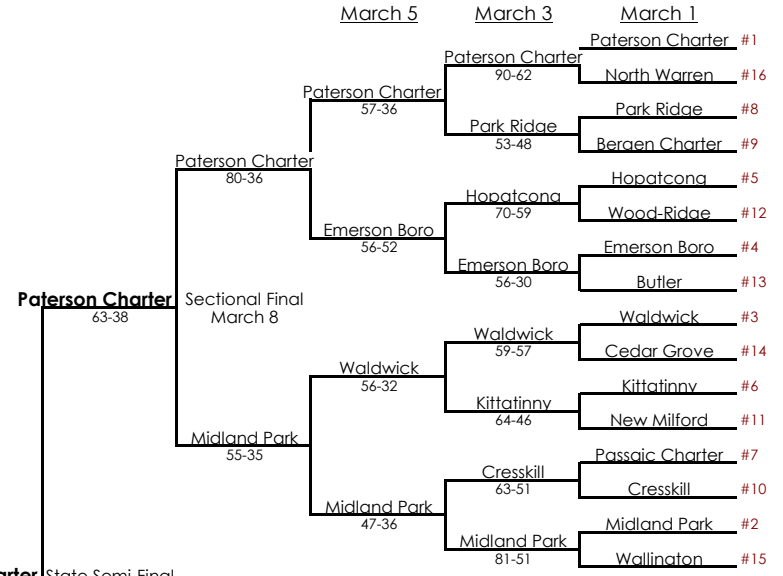 March 5 March 3 March 1
Paterson Charter #1
Paterson Charter
90-62
North Warren #16
Paterson Charter
57-36
Park Ridge #8
Park Ridge
53-48
Bergen Charter #9
Paterson Charter
80-36
Hopatcong #5
Hopatcong
70-59
Wood-Ridge #12
Emerson Boro
56-52
Emerson Boro #4
Emerson Boro
56-30
Butler #13
Paterson Charter
63-38
Sectional Final
March 8
Waldwick #3
Waldwick
59-57
Cedar Grove #14
Waldwick
56-32
Kittatinny #6
Kittatinny
64-46
New Milford #11
Midland Park
55-35
Passaic Charter #7
Cresskill
63-51
Cresskill #10
Midland Park
47-36
Midland Park #2
Midland Park
81-51
Wallington #15
arter State Semi-Final